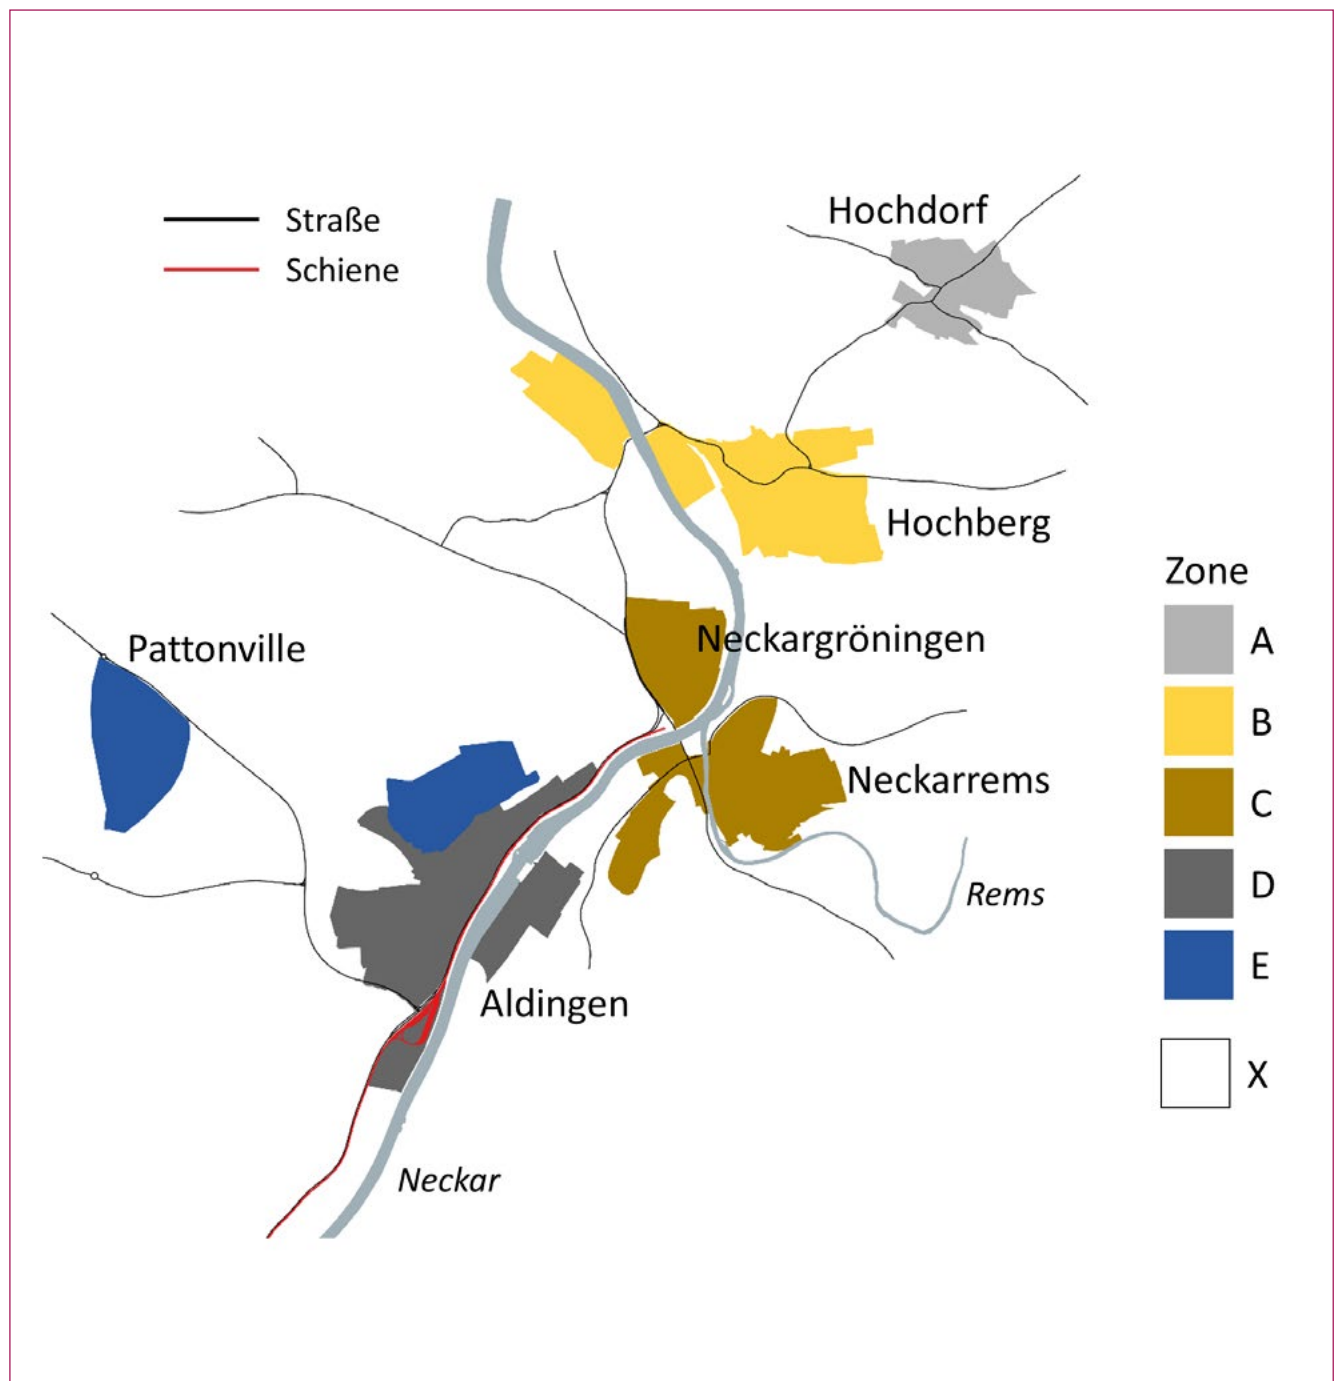 Hochdorf
Straße
Schiene
Hochberg
Zone
A
Neckargröningen
Pattonville
B
Neckarrems
C
Rems
D
Aldingen
E
X
Neckar